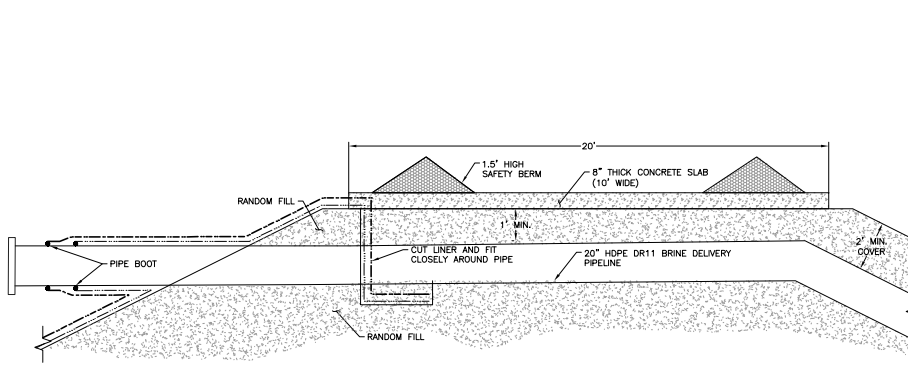 20'
1.5' HIGH
SAFETY BERM
8" THICK CONCRETE SLAB
(10' WIDE)
RANDOM FILL
1' MIN.
2' MIN.
COVER
CUT LINER AND FIT
CLOSELY AROUND PIPE
20" HDPE DR11 BRINE DELIVERY
PIPELINE
PIPE BOOT
RANDOM FILL